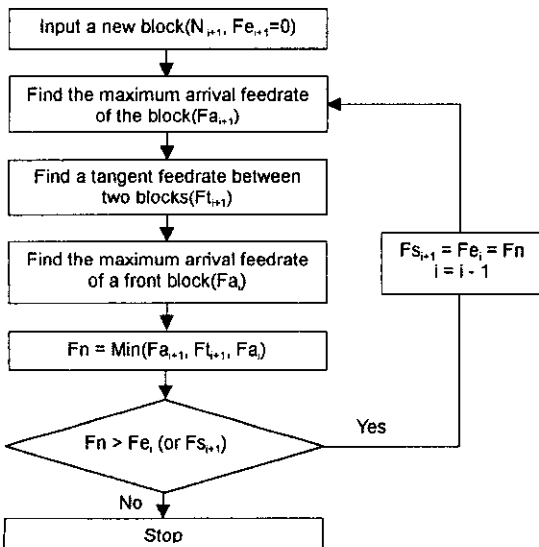 Input a new block(N i+1, Fe i+1=0)
Find the maximum arrival feedrate
of the block(Fa i+1)
Find a tangent feedrate between
two blocks(Ft i+1)
Find the maximum arrival feedrate
of a front block(Fa i)
Fs i+1 = Fe i = Fn
i = i - 1
Fn = Min(Fa i+1, Ft i+1, Fa i)
Fn > Fe i (or Fs i+1)
Yes
No
Stop